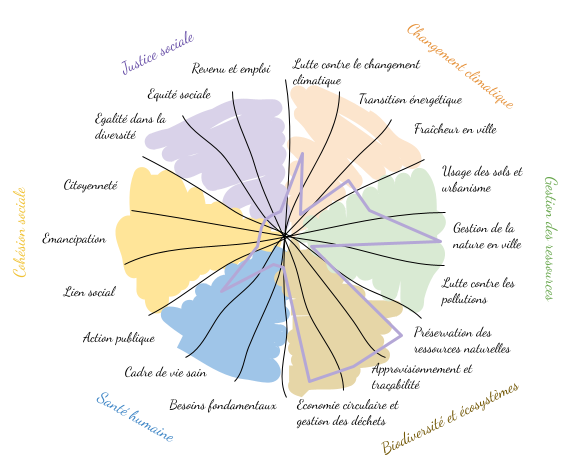 Justice sociale
Changement climatique
Revenu et emploi
Lutte contre le changement
climatique
Equité sociale
Transition énergétique
Egalité dans la
diversité
Fraîcheur en ville
Citoyenneté
Usage des sols et
urbanisme
Cohésion sociale
Gestion des ressources
Emancipation
Gestion de la
nature en ville
Lien social
Lutte contre les
pollutions
Action publique
Préservation des
ressources naturelles
Cadre de vie sain
Approvisionnement et
traçabilité
Besoins fondamentaux
Economie circulaire et
gestion des déchets
Santé humaine
Biodiversité et écosystèmes